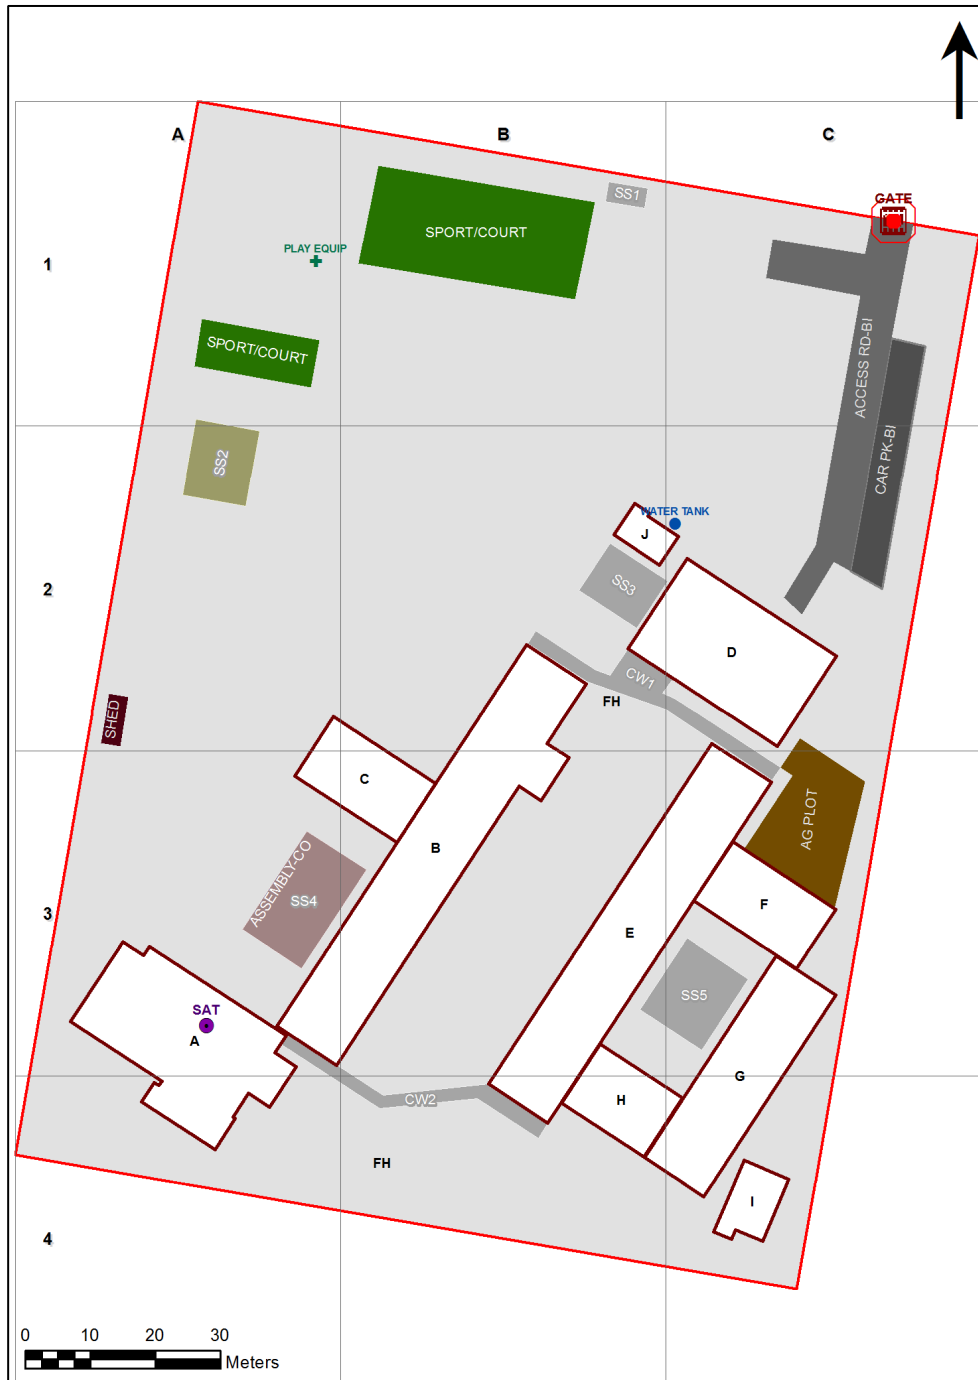 A
B
C
SS1
GATE
SPORT/COURT
PLAY EQUIP
1
SPORT/COURT
ACCESS RD-BI
CAR PK-BI
SS2
WATER TANK
J
SS3
2
D
CW1
FH
SHED
C
AG PLOT
B
ASSEMBLY-CO
SS4
F
3
E
SS5
SAT
A
G
CW2
H
FH
I
4
0 10 20 30
Meters